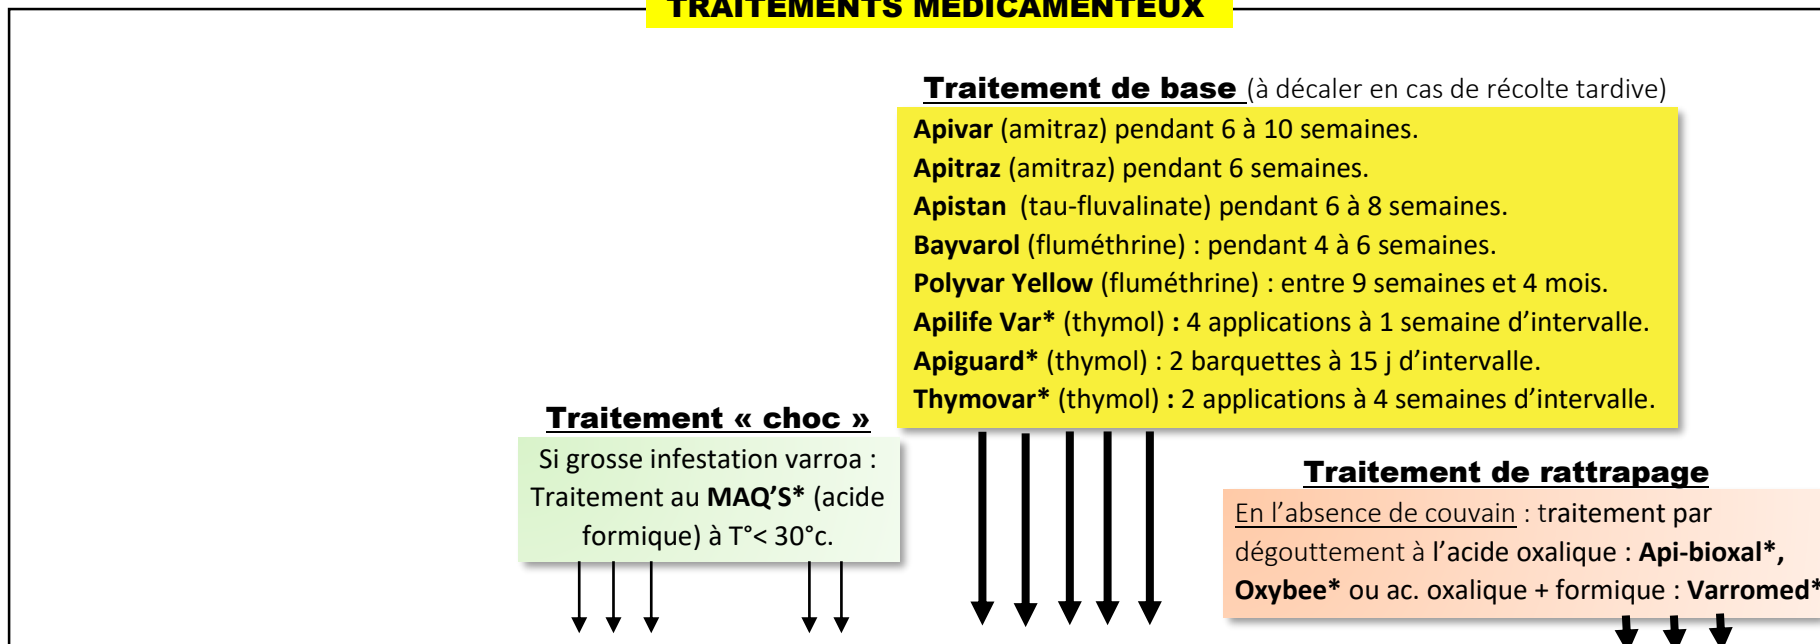 TRAITEMENTS MEDICAMENTEUX
Traitement de base (à décaler en cas de récolte tardive)
Apivar (amitraz) pendant 6 à 10 semaines.
Apitraz (amitraz) pendant 6 semaines.
Apistan (tau-fluvalinate) pendant 6 à 8 semaines.
Bayvarol (fluméthrine) : pendant 4 à 6 semaines.
Polyvar Yellow (fluméthrine) : entre 9 semaines et 4 mois.
Apilife Var* (thymol) : 4 applications à 1 semaine d’intervalle.
Apiguard* (thymol) : 2 barquettes à 15 j d’intervalle.
Thymovar* (thymol) : 2 applications à 4 semaines d’intervalle.
Traitement « choc »
Si grosse infestation varroa :
Traitement au MAQ’S* (acide
formique) à T°< 30°c.
Traitement de rattrapage
En l’absence de couvain : traitement par
dégouttement à l’acide oxalique : Api-bioxal*,
Oxybee* ou ac. oxalique + formique : Varromed*